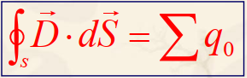 ∮ₛ D⃗ · dS⃗ = ∑ q₀